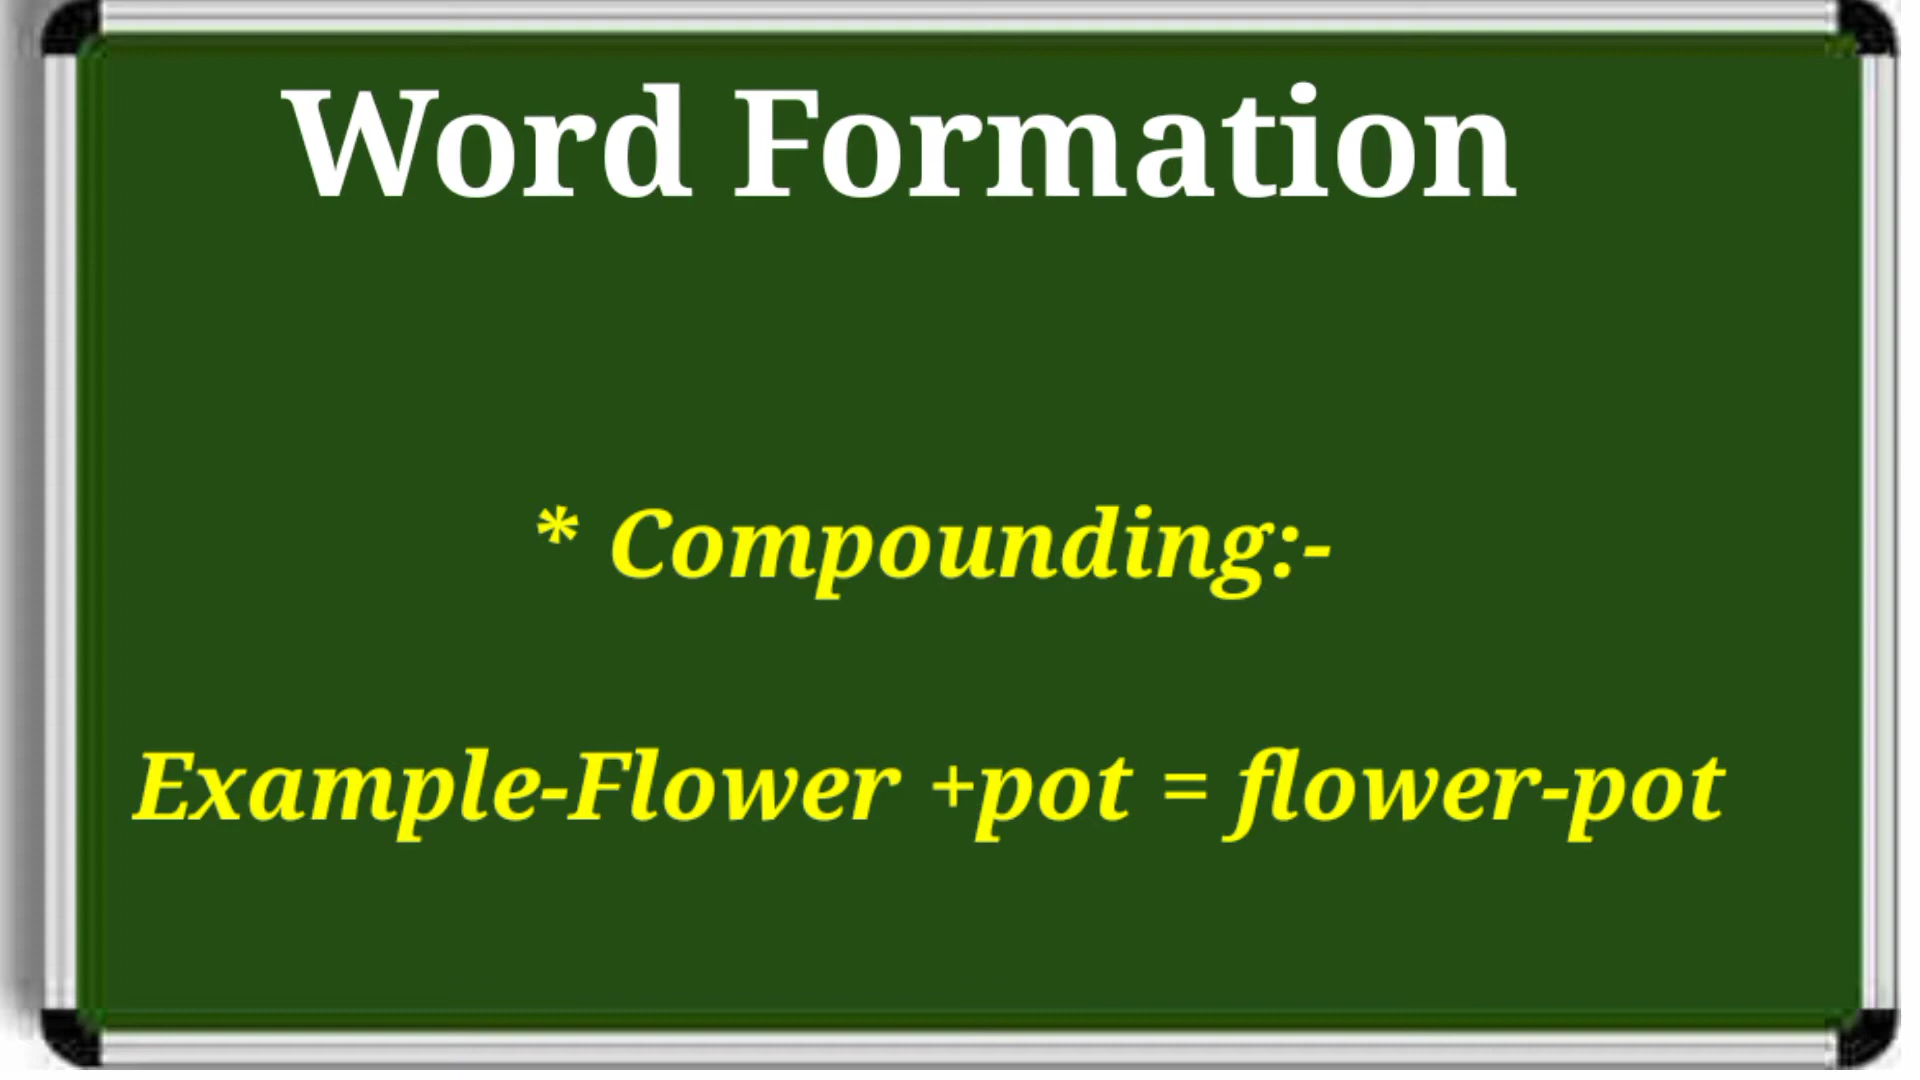 Word Formation
* Compounding:-
Example-Flower +pot = flower-pot